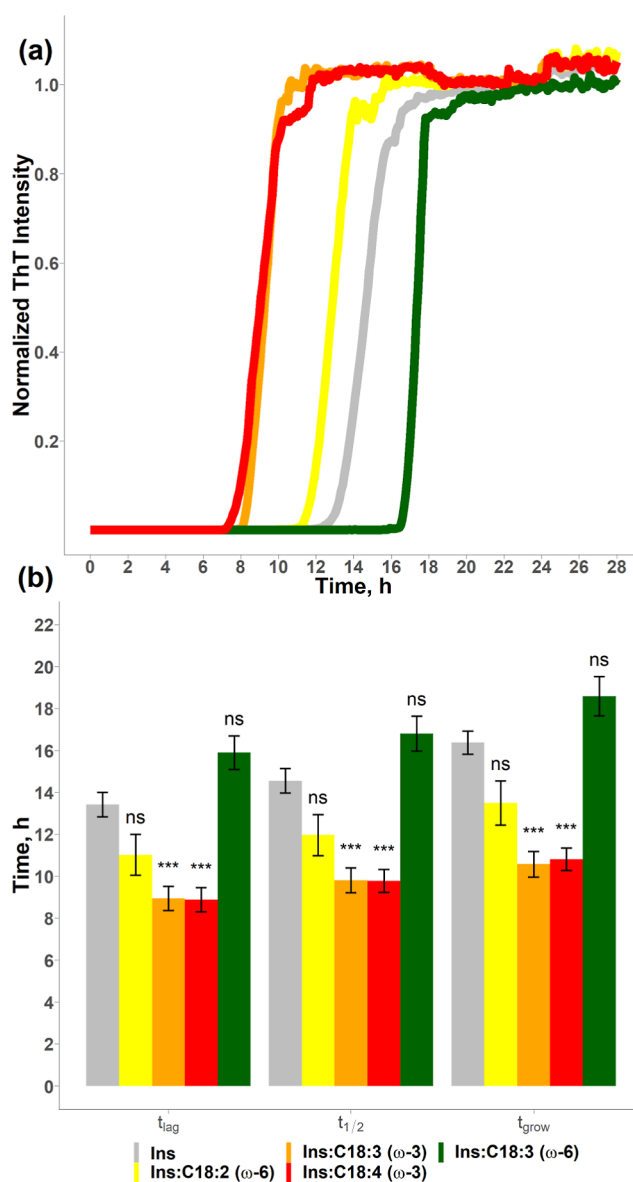 (a)
Normalized ThT Intensity
1.0
0.8
0.6
0.4
0.2
0 2 4 6 8 10 12 14 16 18 20 22 24 26 28
Time, h
(b)
Time, h
22
20
18
16
14
12
10
8
6
4
2
0
ns *** *** ns
ns *** *** ns
ns *** *** ns
tlag t1/2 tgrow
Ins Ins:C18:3 (ω-3) Ins:C18:3 (ω-6)
Ins:C18:2 (ω-6) Ins:C18:4 (ω-3)